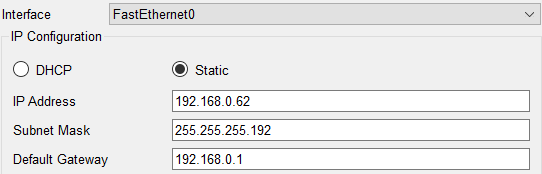 Interface FastEthernet0
IP Configuration
DHCP Static
IP Address 192.168.0.62
Subnet Mask 255.255.255.192
Default Gateway 192.168.0.1